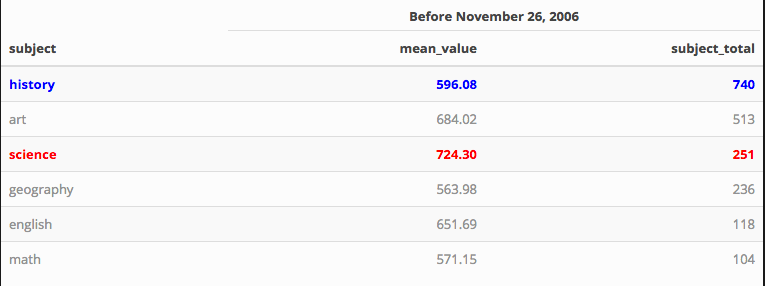 Before November 26, 2006
subject mean_value subject_total
history 596.08 740
art 684.02 513
science 724.30 251
geography 563.98 236
english 651.69 118
math 571.15 104